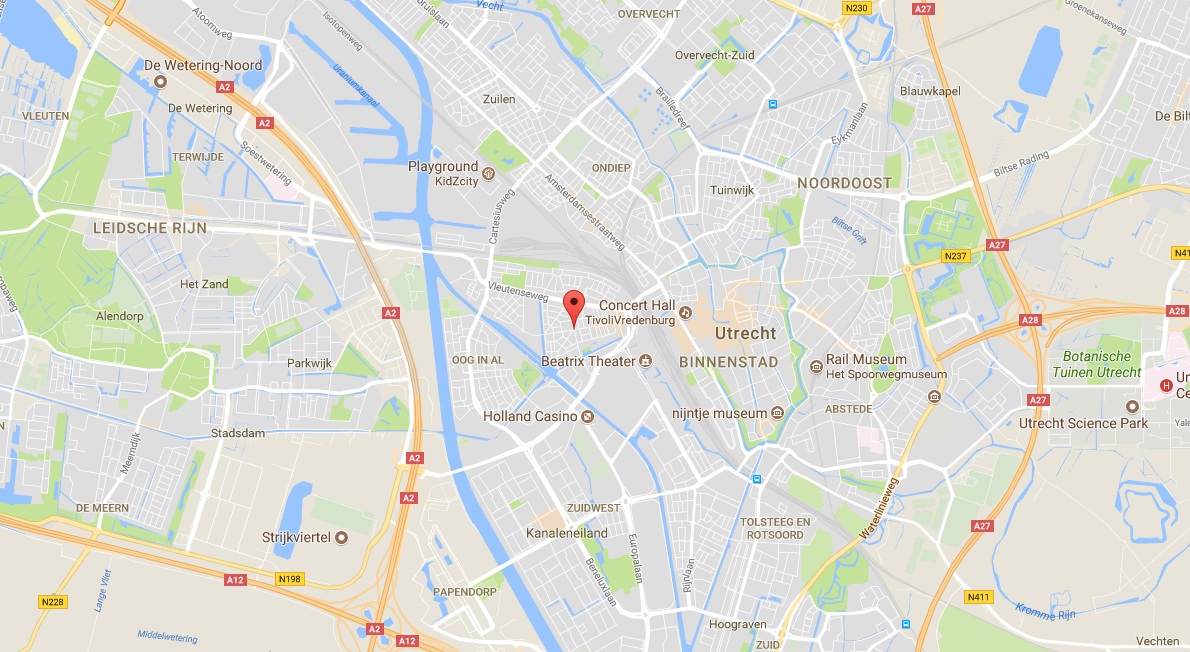 Vecht
OVERVECHT
N230
A27
Groenekanseweg
Atoomweg
Isotopenweg
Overvecht-Zuid
De Wetering-Noord
Uraniumkanaal
A2
Zuilen
Brailledreef
Blauwkapel
De Wetering
VLEUTEN
A2
Eykmanlaan
De Bil
TERWIJDE
Soestwetering
Playground
KidZcity
ONDIEP
Biltse Rading
Tuinwijk
NOORDOOST
Amsterdamsestraatweg
Cartesiusweg
LEIDSCHE RIJN
Biltse Grift
A27
N237
N41
Het Zand
Vleutenseweg
Alendorp
A2
Concert Hall
TivoliVredenburg
Utrecht
A28
A28
Parkwijk
OOG IN AL
Beatrix Theater
BINNENSTAD
Rail Museum
Het Spoorwegmuseum
Botanische
Tuinen Utrecht
Un
Ce
A27
Holland Casino
nijntje museum
ABSTEDE
Utrecht Science Park
Yale
Stadsdam
Meerndijk
A2
A2
DE MEERN
ZUIDWEST
Waterlinieweg
Kanaleneiland
TOLSTEEG EN
ROTSOORD
A27
Strijkviertel
Europalaan
Beneluxlaan
Rijnlaan
A12
N198
Lange Vliet
N228
PAPENDORP
N411
Kromme Rijn
Hoograven
A2
A12
Middelwetering
ZUID
Vechten